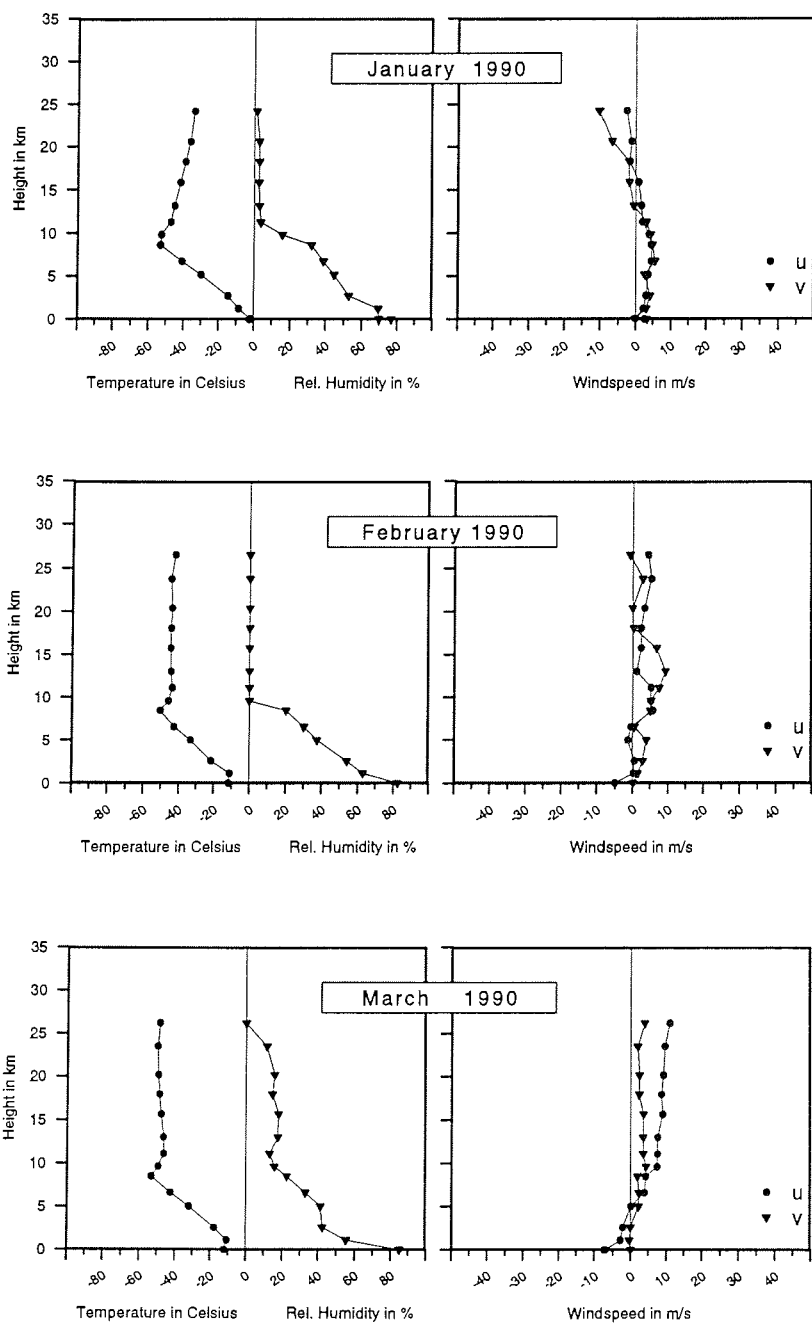 January 1990
35
30
25
20
15
10
5
0
Height in km
-80 -60 -40 -20 0 20 40 60 80
Temperature in Celsius Rel. Humidity in %
-40 -30 -20 -10 0 10 20 30 40
Windspeed in m/s
u
v
February 1990
35
30
25
20
15
10
5
0
Height in km
-80 -60 -40 -20 0 20 40 60 80
Temperature in Celsius Rel. Humidity in %
-40 -30 -20 -10 0 10 20 30 40
Windspeed in m/s
u
v
March 1990
35
30
25
20
15
10
5
0
Height in km
-80 -60 -40 -20 0 20 40 60 80
Temperature in Celsius Rel. Humidity in %
-40 -30 -20 -10 0 10 20 30 40
Windspeed in m/s
u
v